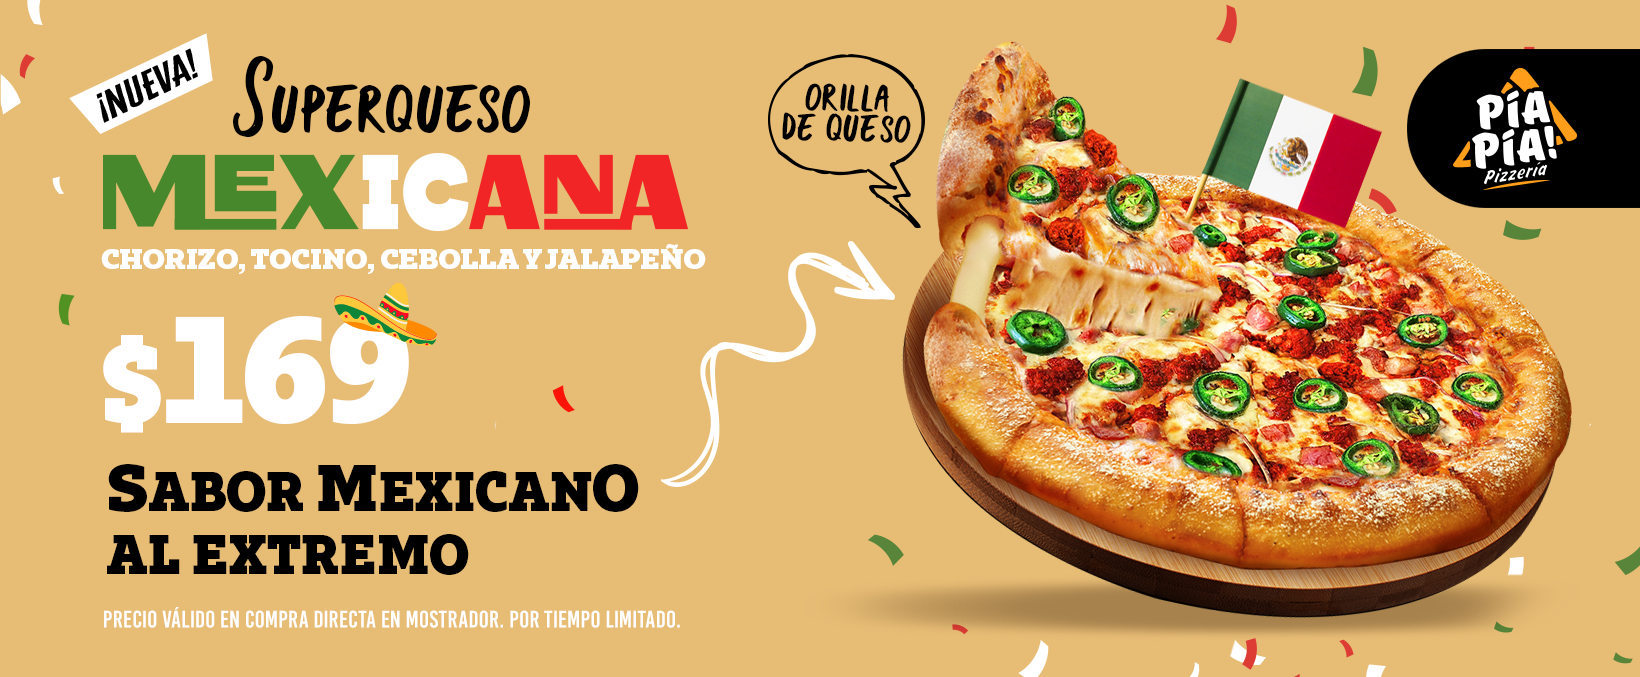 ¡NUEVA!
SUPERQUESO
MEXICANA
CHORIZO, TOCINO, CEBOLLA Y JALAPEÑO
$169
SABOR MEXICANO
AL EXTREMO
PRECIO VÁLIDO EN COMPRA DIRECTA EN MOSTRADOR. POR TIEMPO LIMITADO.
ORILLA
DE QUESO
PÍA
PÍA!
Pizzería